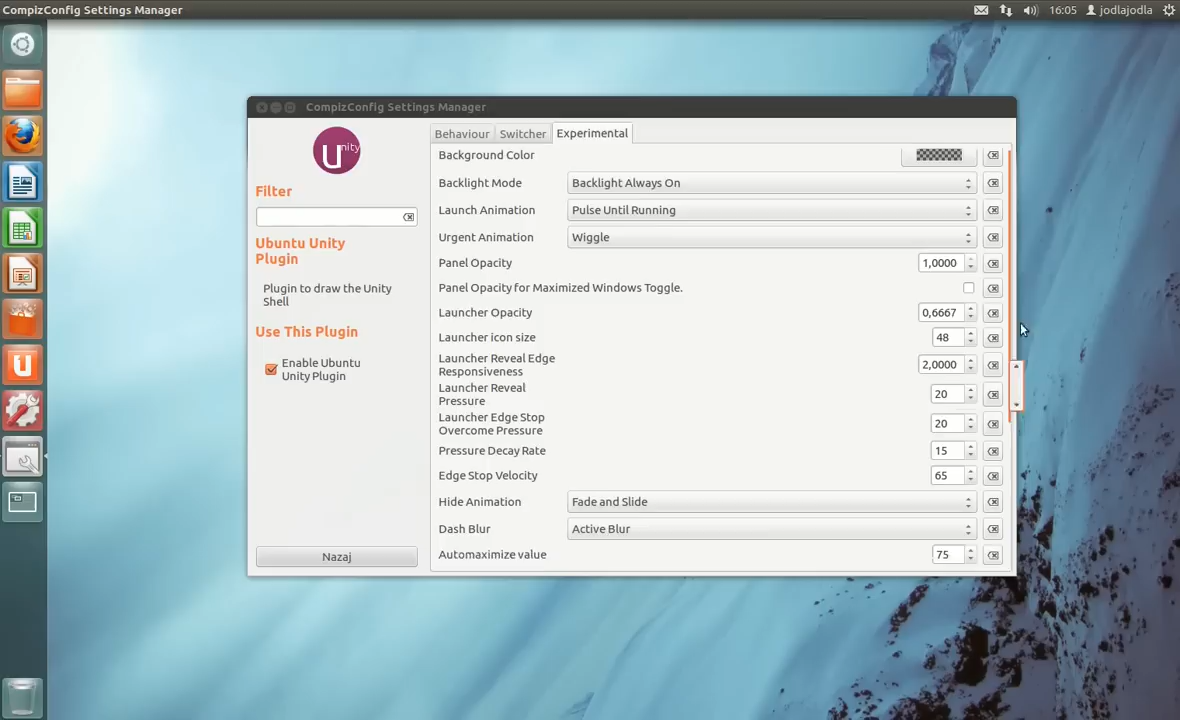 CompizConfig Settings Manager
16:05 jodlajodla
CompizConfig Settings Manager
Unity
Filter
Ubuntu Unity
Plugin
Plugin to draw the Unity
Shell
Use This Plugin
Enable Ubuntu
Unity Plugin
Nazaj
Behaviour Switcher Experimental
Background Color
Backlight Mode Backlight Always On
Launch Animation Pulse Until Running
Urgent Animation Wiggle
Panel Opacity 1,0000
Panel Opacity for Maximized Windows Toggle.
Launcher Opacity 0,6667
Launcher icon size 48
Launcher Reveal Edge
Responsiveness 2,0000
Launcher Reveal
Pressure 20
Launcher Edge Stop
Overcome Pressure 20
Pressure Decay Rate 15
Edge Stop Velocity 65
Hide Animation Fade and Slide
Dash Blur Active Blur
Automaximize value 75